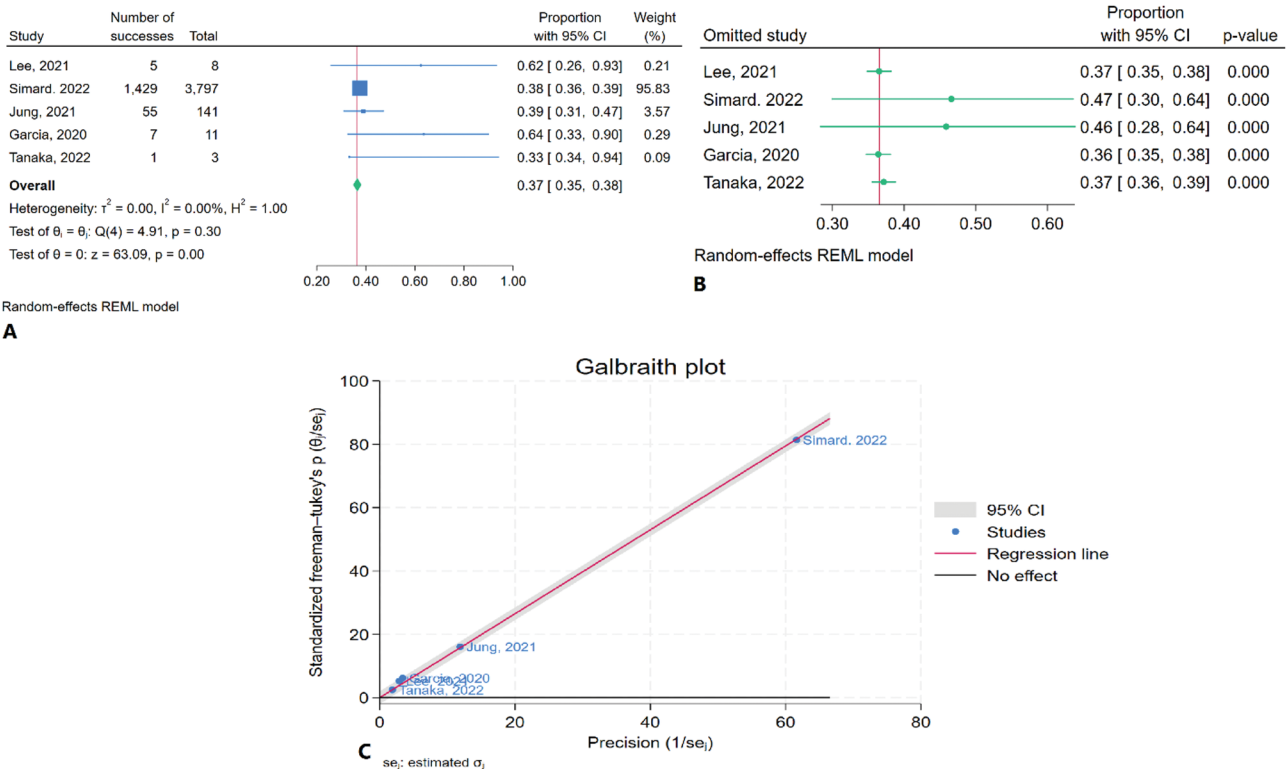 Number of Proportion Weight
Study successes Total with 95% CI (%)
Lee, 2021 5 8 0.62 [ 0.26, 0.93] 0.21
Simard. 2022 1,429 3,797 0.38 [ 0.36, 0.39] 95.83
Jung, 2021 55 141 0.39 [ 0.31, 0.47] 3.57
Garcia, 2020 7 11 0.64 [ 0.33, 0.90] 0.29
Tanaka, 2022 1 3 0.33 [ 0.34, 0.94] 0.09
Overall 0.37 [ 0.35, 0.38]
Heterogeneity: τ² = 0.00, I² = 0.00%, H² = 1.00
Test of θᵢ = θⱼ: Q(4) = 4.91, p = 0.30
Test of θ = 0: z = 63.09, p = 0.00
0.20 0.40 0.60 0.80 1.00
Random-effects REML model
A
Proportion
Omitted study with 95% CI p-value
Lee, 2021 0.37 [ 0.35, 0.38] 0.000
Simard. 2022 0.47 [ 0.30, 0.64] 0.000
Jung, 2021 0.46 [ 0.28, 0.64] 0.000
Garcia, 2020 0.36 [ 0.35, 0.38] 0.000
Tanaka, 2022 0.37 [ 0.36, 0.39] 0.000
0.30 0.40 0.50 0.60
Random-effects REML model
B
Galbraith plot
Standardized freeman–tukey's p (θⱼ/seⱼ)
100
80
60
40
20
0
Simard. 2022
Jung, 2021
Garcia, 2020
Lee, 2021
Tanaka, 2022
0 20 40 60 80
Precision (1/seⱼ)
95% CI
Studies
Regression line
No effect
C
seⱼ: estimated σⱼ